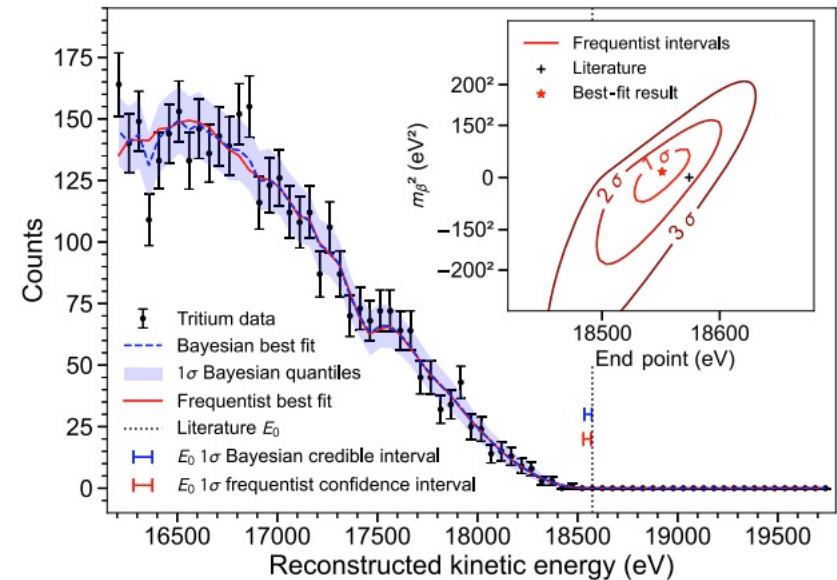 Counts
175
150
125
100
75
50
25
0
Tritium data
Bayesian best fit
1σ Bayesian quantiles
Frequentist best fit
Literature E₀
E₀ 1σ Bayesian credible interval
E₀ 1σ frequentist confidence interval
16500 17000 17500 18000 18500 19000 19500
Reconstructed kinetic energy (eV)
Frequentist intervals
Literature
Best-fit result
mᵦ² (eV²)
200²
150²
0
−150²
−200²
1 σ
2 σ
3 σ
18500 18600
End point (eV)